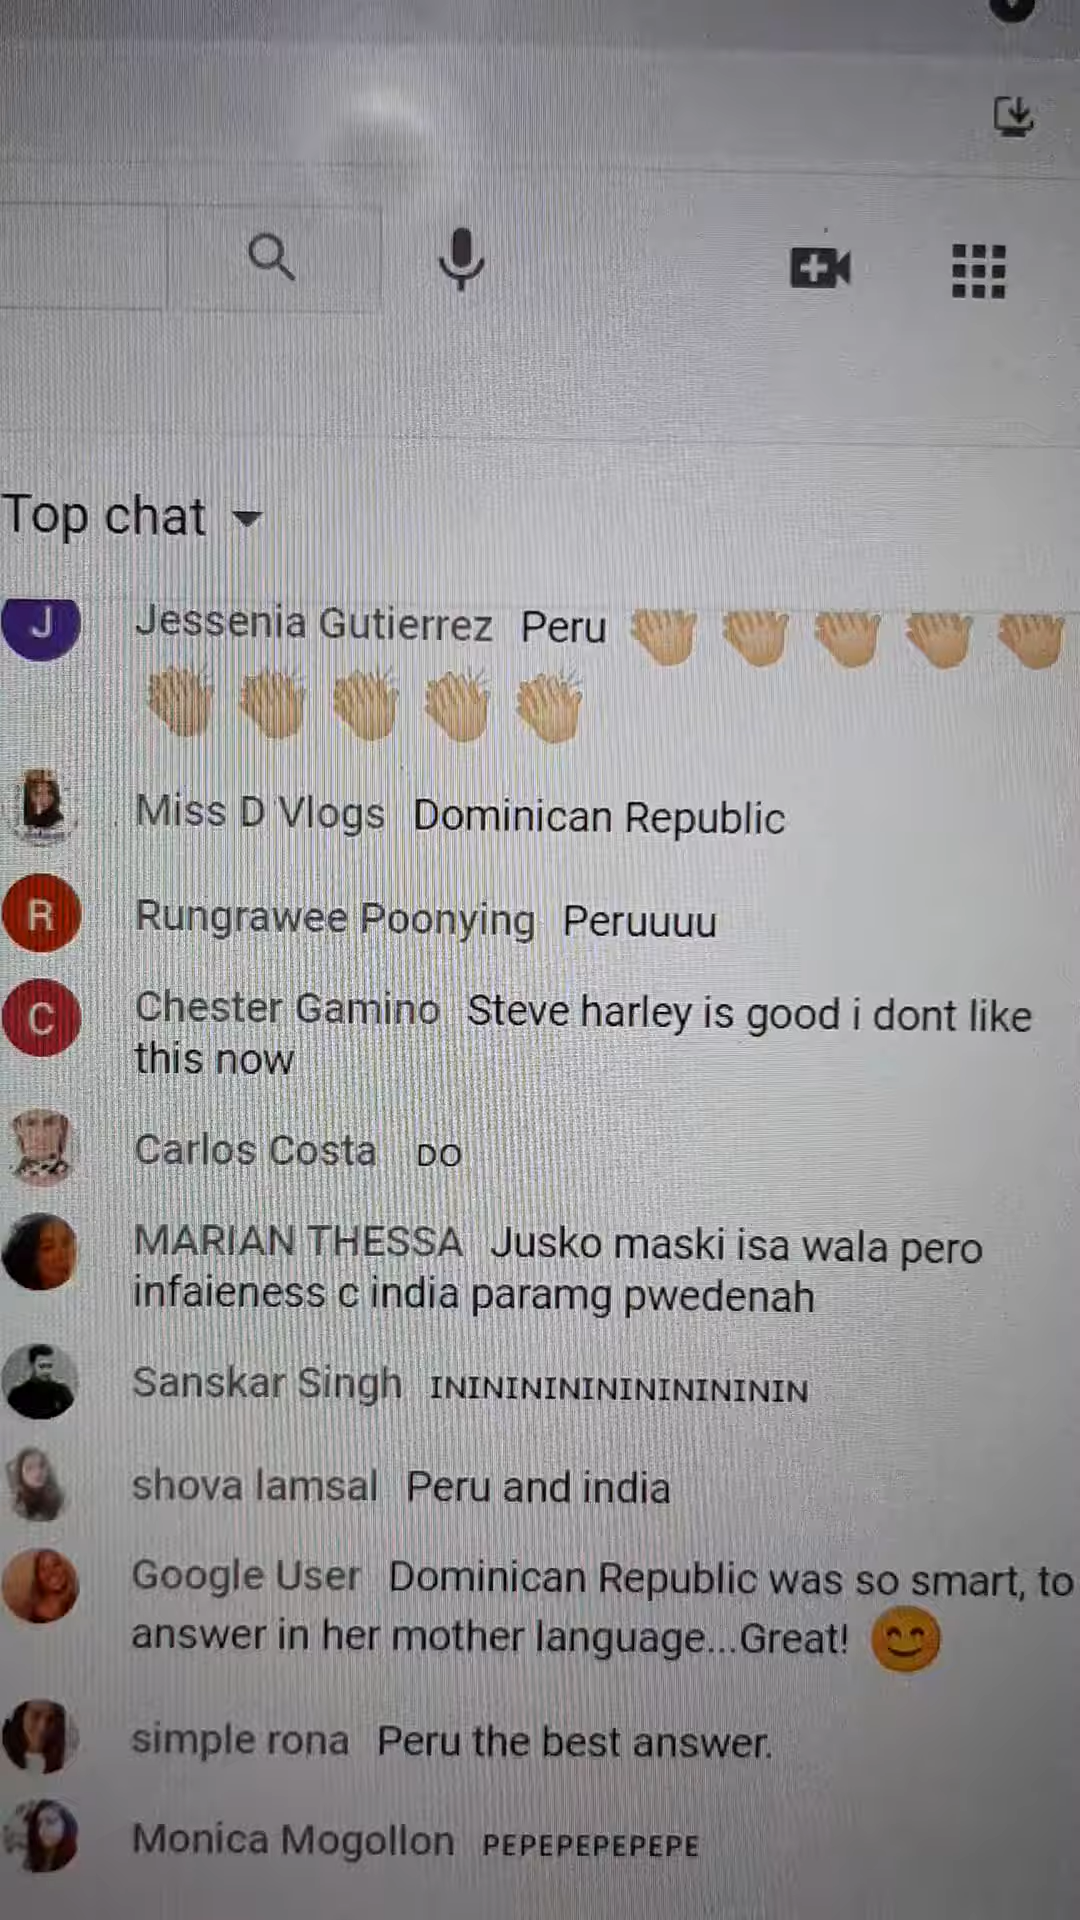 Top chat
J Jessenia Gutierrez Peru 👏🏼👏🏼👏🏼👏🏼👏🏼
👏🏼👏🏼👏🏼👏🏼👏🏼
Miss D Vlogs Dominican Republic
R Rungrawee Poonying Peruuuu
C Chester Gamino Steve harley is good i dont like
this now
Carlos Costa DO
MARIAN THESSA Jusko maski isa wala pero
infaieness c india paramg pwedenah
Sanskar Singh ININININININININININ
shova lamsal Peru and india
Google User Dominican Republic was so smart, to
answer in her mother language...Great! 😊
simple rona Peru the best answer.
Monica Mogollon PEPEPEPEPEPE